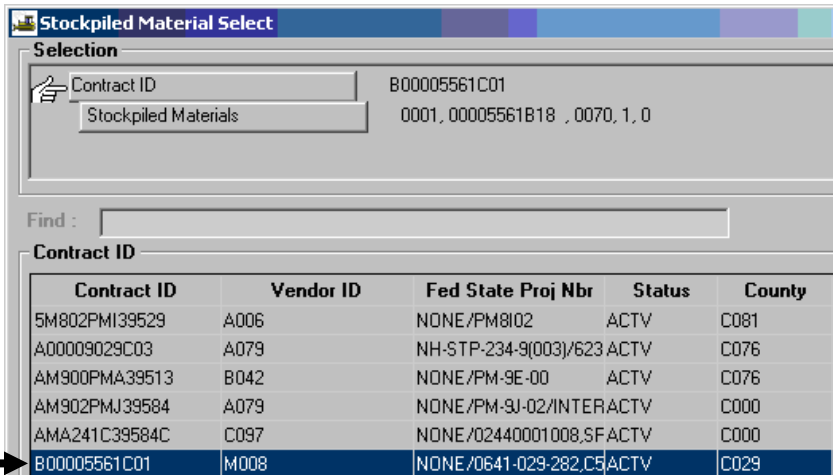 Stockpiled Material Select
Selection
Contract ID B00005561C01
Stockpiled Materials 0001, 00005561B18 , 0070, 1, 0
Find :
Contract ID
Contract ID Vendor ID Fed State Proj Nbr Status County
5M802PMI39529 A006 NONE/PM8I02 ACTV C081
A00009029C03 A079 NH-STP-234-9(003)/623 ACTV C076
AM900PMA39513 B042 NONE/PM-9E-00 ACTV C076
AM902PMJ39584 A079 NONE/PM-9J-02/INTER ACTV C000
AMA241C39584C C097 NONE/02440001008,SF ACTV C000
B00005561C01 M008 NONE/0641-029-282,C5 ACTV C029